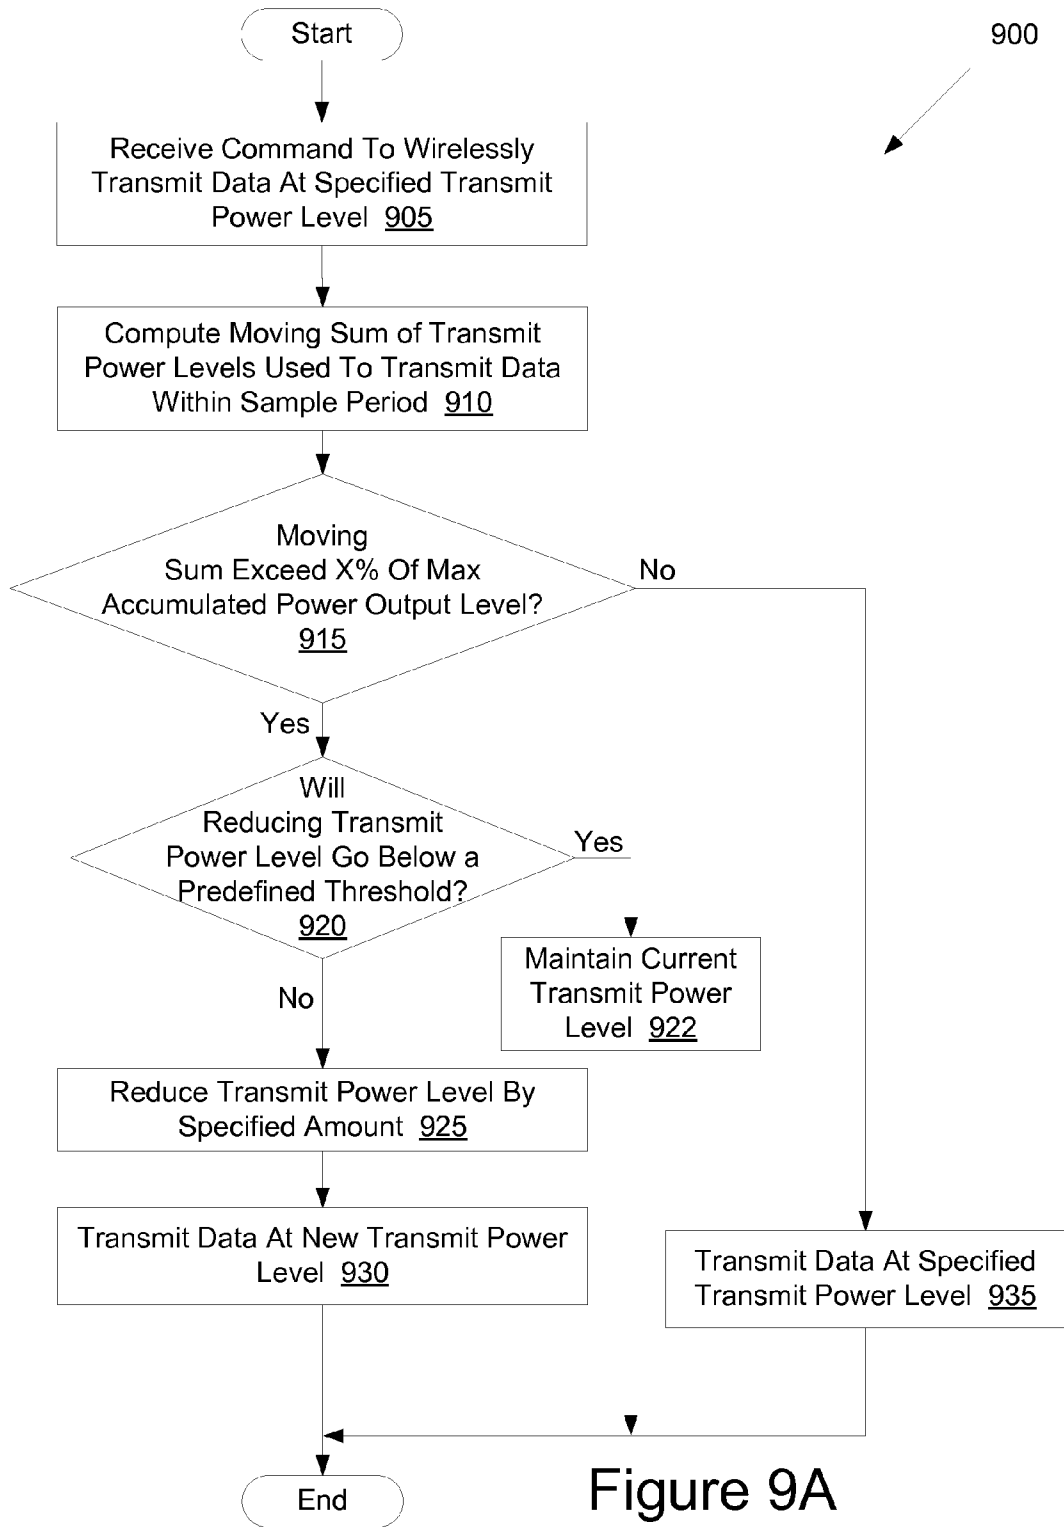 Start
900
Receive Command To Wirelessly
Transmit Data At Specified Transmit
Power Level 905
Compute Moving Sum of Transmit
Power Levels Used To Transmit Data
Within Sample Period 910
Moving
Sum Exceed X% Of Max
Accumulated Power Output Level?
915
No
Yes
Will
Reducing Transmit
Power Level Go Below a
Predefined Threshold?
920
Yes
Maintain Current
Transmit Power
Level 922
No
Reduce Transmit Power Level By
Specified Amount 925
Transmit Data At New Transmit Power
Level 930
Transmit Data At Specified
Transmit Power Level 935
End
Figure 9A